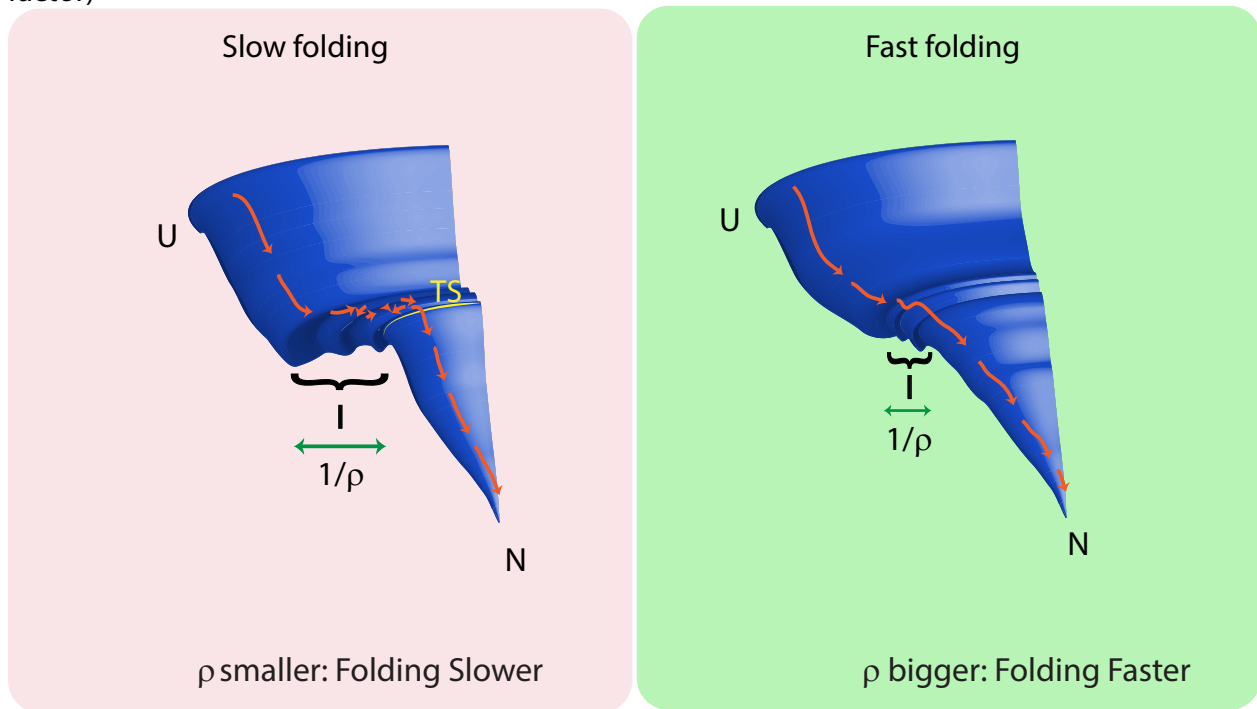 Slow folding
U
TS
I
1/ρ
N
ρ smaller: Folding Slower
Fast folding
U
I
1/ρ
N
ρ bigger: Folding Faster